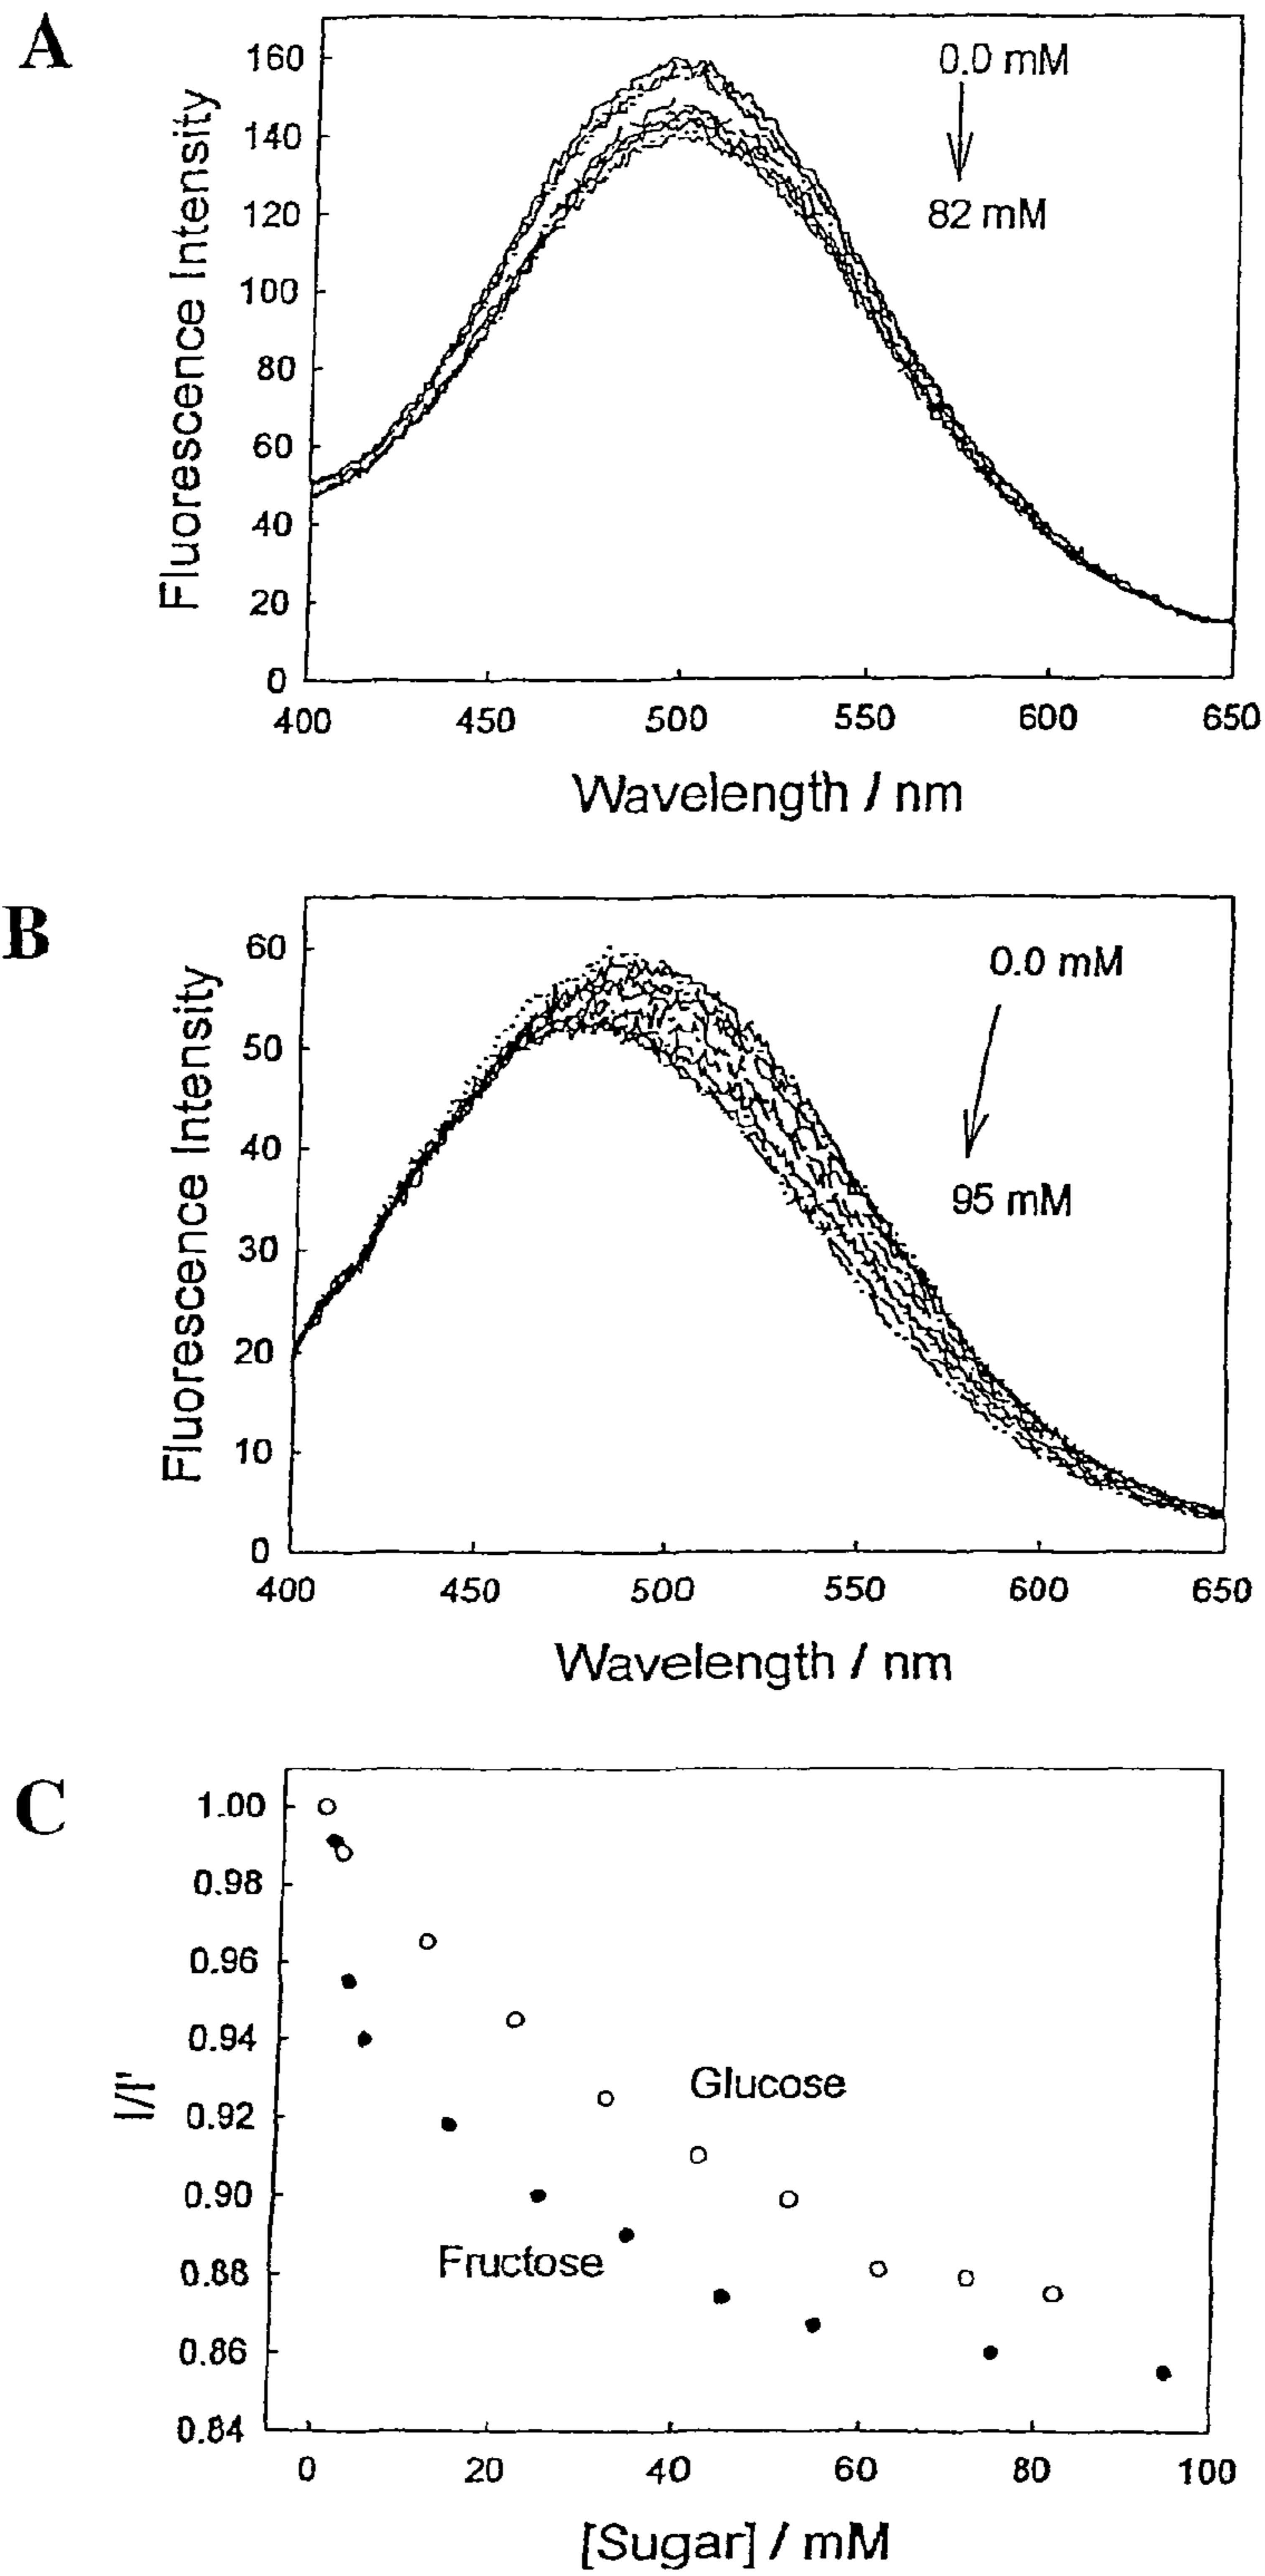 A
Fluorescence Intensity
160
140
120
100
80
60
40
20
0
0.0 mM
82 mM
400 450 500 550 600 650
Wavelength / nm
B
Fluorescence Intensity
60
50
40
30
20
10
0
0.0 mM
95 mM
400 450 500 550 600 650
Wavelength / nm
C
I/I'
1.00
0.98
0.96
0.94
0.92
0.90
0.88
0.86
0.84
Glucose
Fructose
0 20 40 60 80 100
[Sugar] / mM